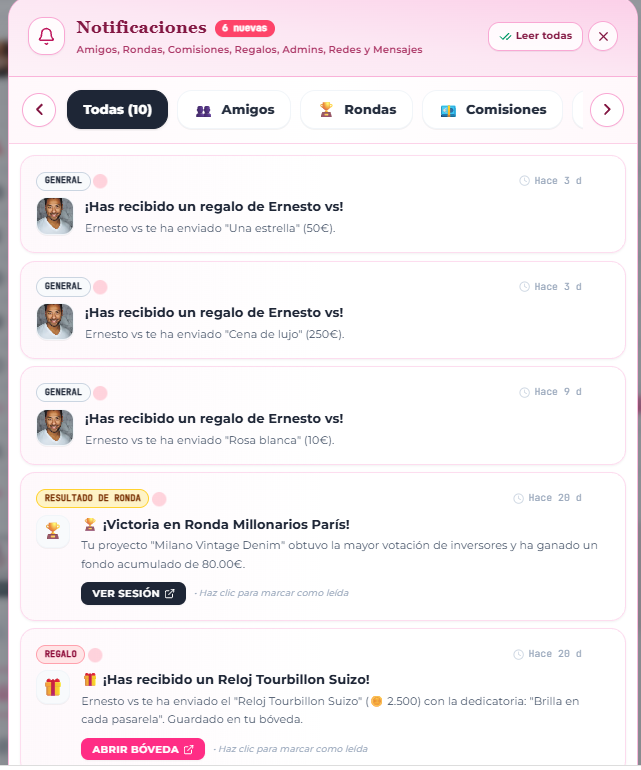 Notificaciones 6 nuevas
Amigos, Rondas, Comisiones, Regalos, Admins, Redes y Mensajes
Leer todas
Todas (10) Amigos Rondas Comisiones
GENERAL Hace 3 d
¡Has recibido un regalo de Ernesto vs!
Ernesto vs te ha enviado "Una estrella" (50€).
GENERAL Hace 3 d
¡Has recibido un regalo de Ernesto vs!
Ernesto vs te ha enviado "Cena de lujo" (250€).
GENERAL Hace 9 d
¡Has recibido un regalo de Ernesto vs!
Ernesto vs te ha enviado "Rosa blanca" (10€).
RESULTADO DE RONDA Hace 20 d
🏆 ¡Victoria en Ronda Millonarios París!
Tu proyecto "Milano Vintage Denim" obtuvo la mayor votación de inversores y ha ganado un
fondo acumulado de 80.00€.
VER SESIÓN - Haz clic para marcar como leída
REGALO Hace 20 d
🎁 ¡Has recibido un Reloj Tourbillon Suizo!
Ernesto vs te ha enviado el "Reloj Tourbillon Suizo" (🪙 2.500) con la dedicatoria: "Brilla en
cada pasarela". Guardado en tu bóveda.
ABRIR BÓVEDA - Haz clic para marcar como leída